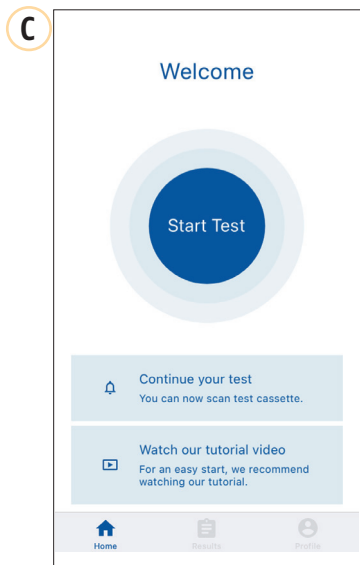 C
Welcome
Start Test
Continue your test
You can now scan test cassette.
Watch our tutorial video
For an easy start, we recommend
watching our tutorial.
Home Results Profile